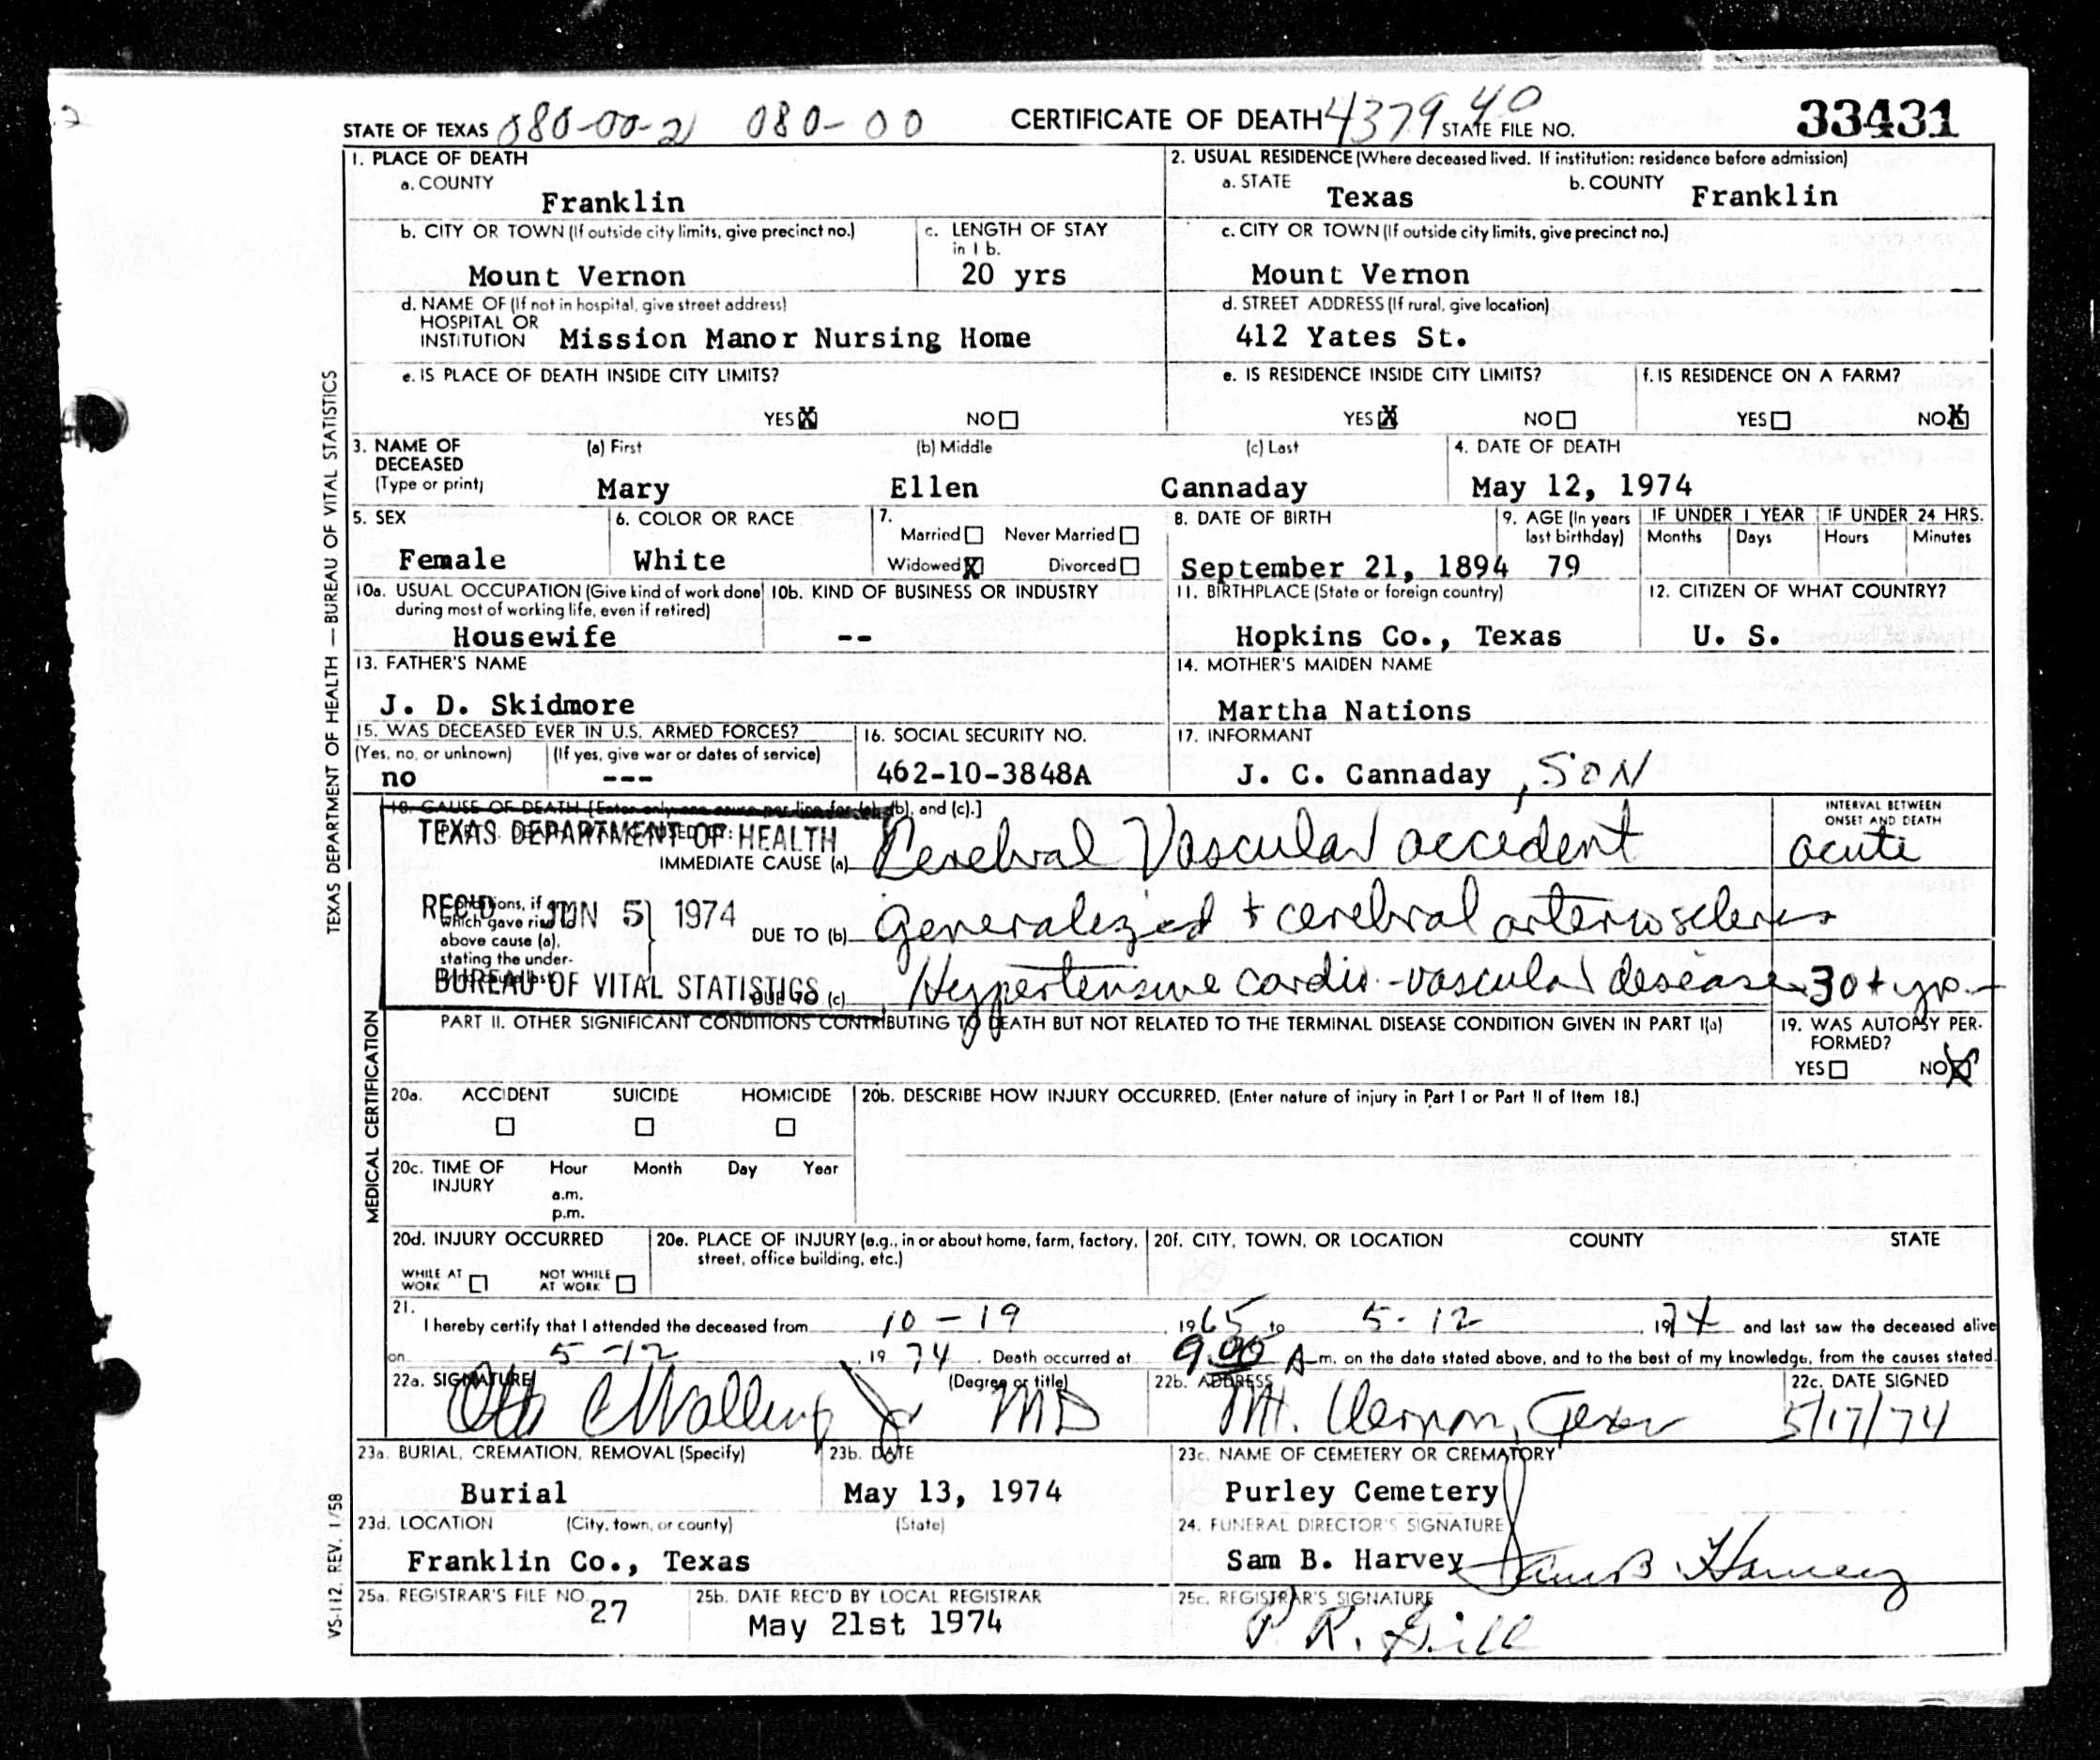 STATE OF TEXAS 080-00-2 080-00 CERTIFICATE OF DEATH 4379 40 STATE FILE NO. 33431
1. PLACE OF DEATH
a. COUNTY
Franklin
2. USUAL RESIDENCE (Where deceased lived. If institution: residence before admission)
a. STATE Texas b. COUNTY Franklin
b. CITY OR TOWN (If outside city limits, give precinct no.)
Mount Vernon
c. LENGTH OF STAY
in 1 b.
20 yrs
c. CITY OR TOWN (If outside city limits, give precinct no.)
Mount Vernon
d. NAME OF (If not in hospital, give street address)
HOSPITAL OR
INSTITUTION Mission Manor Nursing Home
d. STREET ADDRESS (If rural, give location)
412 Yates St.
e. IS PLACE OF DEATH INSIDE CITY LIMITS?
YES X NO
e. IS RESIDENCE INSIDE CITY LIMITS?
YES X NO
f. IS RESIDENCE ON A FARM?
YES NO X
3. NAME OF
DECEASED
(Type or print)
(a) First (b) Middle (c) Last
Mary Ellen Cannaday
4. DATE OF DEATH
May 12, 1974
5. SEX
Female
6. COLOR OR RACE
White
7.
Married Never Married
Widowed X Divorced
8. DATE OF BIRTH
September 21, 1894
9. AGE (In years
last birthday)
79
IF UNDER 1 YEAR
Months Days
IF UNDER 24 HRS.
Hours Minutes
10a. USUAL OCCUPATION (Give kind of work done
during most of working life, even if retired)
Housewife
10b. KIND OF BUSINESS OR INDUSTRY
--
11. BIRTHPLACE (State or foreign country)
Hopkins Co., Texas
12. CITIZEN OF WHAT COUNTRY?
U. S.
13. FATHER'S NAME
J. D. Skidmore
14. MOTHER'S MAIDEN NAME
Martha Nations
15. WAS DECEASED EVER IN U.S. ARMED FORCES?
(Yes, no, or unknown) (If yes, give war or dates of service)
no ---
16. SOCIAL SECURITY NO.
462-10-3848A
17. INFORMANT
J. C. Cannaday, SON
18. CAUSE OF DEATH [Enter only one cause per line for (a), (b), and (c).]
TEXAS DEPARTMENT OF HEALTH
IMMEDIATE CAUSE (a) Cerebral Vascular accident
INTERVAL BETWEEN
ONSET AND DEATH
acute
REC'D JUN 5 1974
which gave rise
above cause (a),
stating the under-
DUE TO (b) Generalized + cerebral arteriosclerosis
BUREAU OF VITAL STATISTICS
DUE TO (c) Hypertensive cardio-vascular disease 30+ yrs.
PART II. OTHER SIGNIFICANT CONDITIONS CONTRIBUTING TO DEATH BUT NOT RELATED TO THE TERMINAL DISEASE CONDITION GIVEN IN PART I(a)
19. WAS AUTOPSY PER-
FORMED?
YES NO X
20a. ACCIDENT SUICIDE HOMICIDE
20b. DESCRIBE HOW INJURY OCCURRED. (Enter nature of injury in Part I or Part II of Item 18.)
20c. TIME OF
INJURY
Hour Month Day Year
a.m.
p.m.
20d. INJURY OCCURRED
WHILE AT
WORK
NOT WHILE
AT WORK
20e. PLACE OF INJURY (e.g., in or about home, farm, factory,
street, office building, etc.)
20f. CITY, TOWN, OR LOCATION COUNTY STATE
21.
I hereby certify that I attended the deceased from 10-19, 1965 to 5-12, 1974 and last saw the deceased alive
on 5-12, 1974. Death occurred at 9:00 A m. on the date stated above, and to the best of my knowledge, from the causes stated.
22a. SIGNATURE (Degree or title)
MD
22b. ADDRESS
Mt. Vernon, Texas
22c. DATE SIGNED
5/17/74
23a. BURIAL, CREMATION, REMOVAL (Specify)
Burial
23b. DATE
May 13, 1974
23c. NAME OF CEMETERY OR CREMATORY
Purley Cemetery
23d. LOCATION (City, town, or county) (State)
Franklin Co., Texas
24. FUNERAL DIRECTOR'S SIGNATURE
Sam B. Harvey Sam B Harvey
25a. REGISTRAR'S FILE NO.
27
25b. DATE REC'D BY LOCAL REGISTRAR
May 21st 1974
25c. REGISTRAR'S SIGNATURE
P. R. Gill
TEXAS DEPARTMENT OF HEALTH — BUREAU OF VITAL STATISTICS
MEDICAL CERTIFICATION
VS-112, REV. 1/58